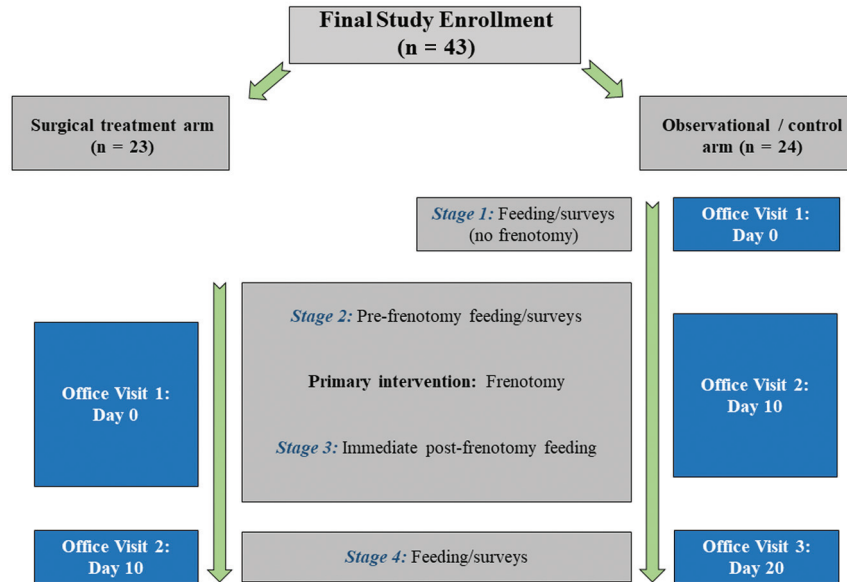 Final Study Enrollment
(n = 43)
Surgical treatment arm
(n = 23)
Observational / control
arm (n = 24)
Stage 1: Feeding/surveys
(no frenotomy)
Office Visit 1:
Day 0
Stage 2: Pre-frenotomy feeding/surveys
Primary intervention: Frenotomy
Stage 3: Immediate post-frenotomy feeding
Office Visit 1:
Day 0
Office Visit 2:
Day 10
Office Visit 2:
Day 10
Stage 4: Feeding/surveys
Office Visit 3:
Day 20